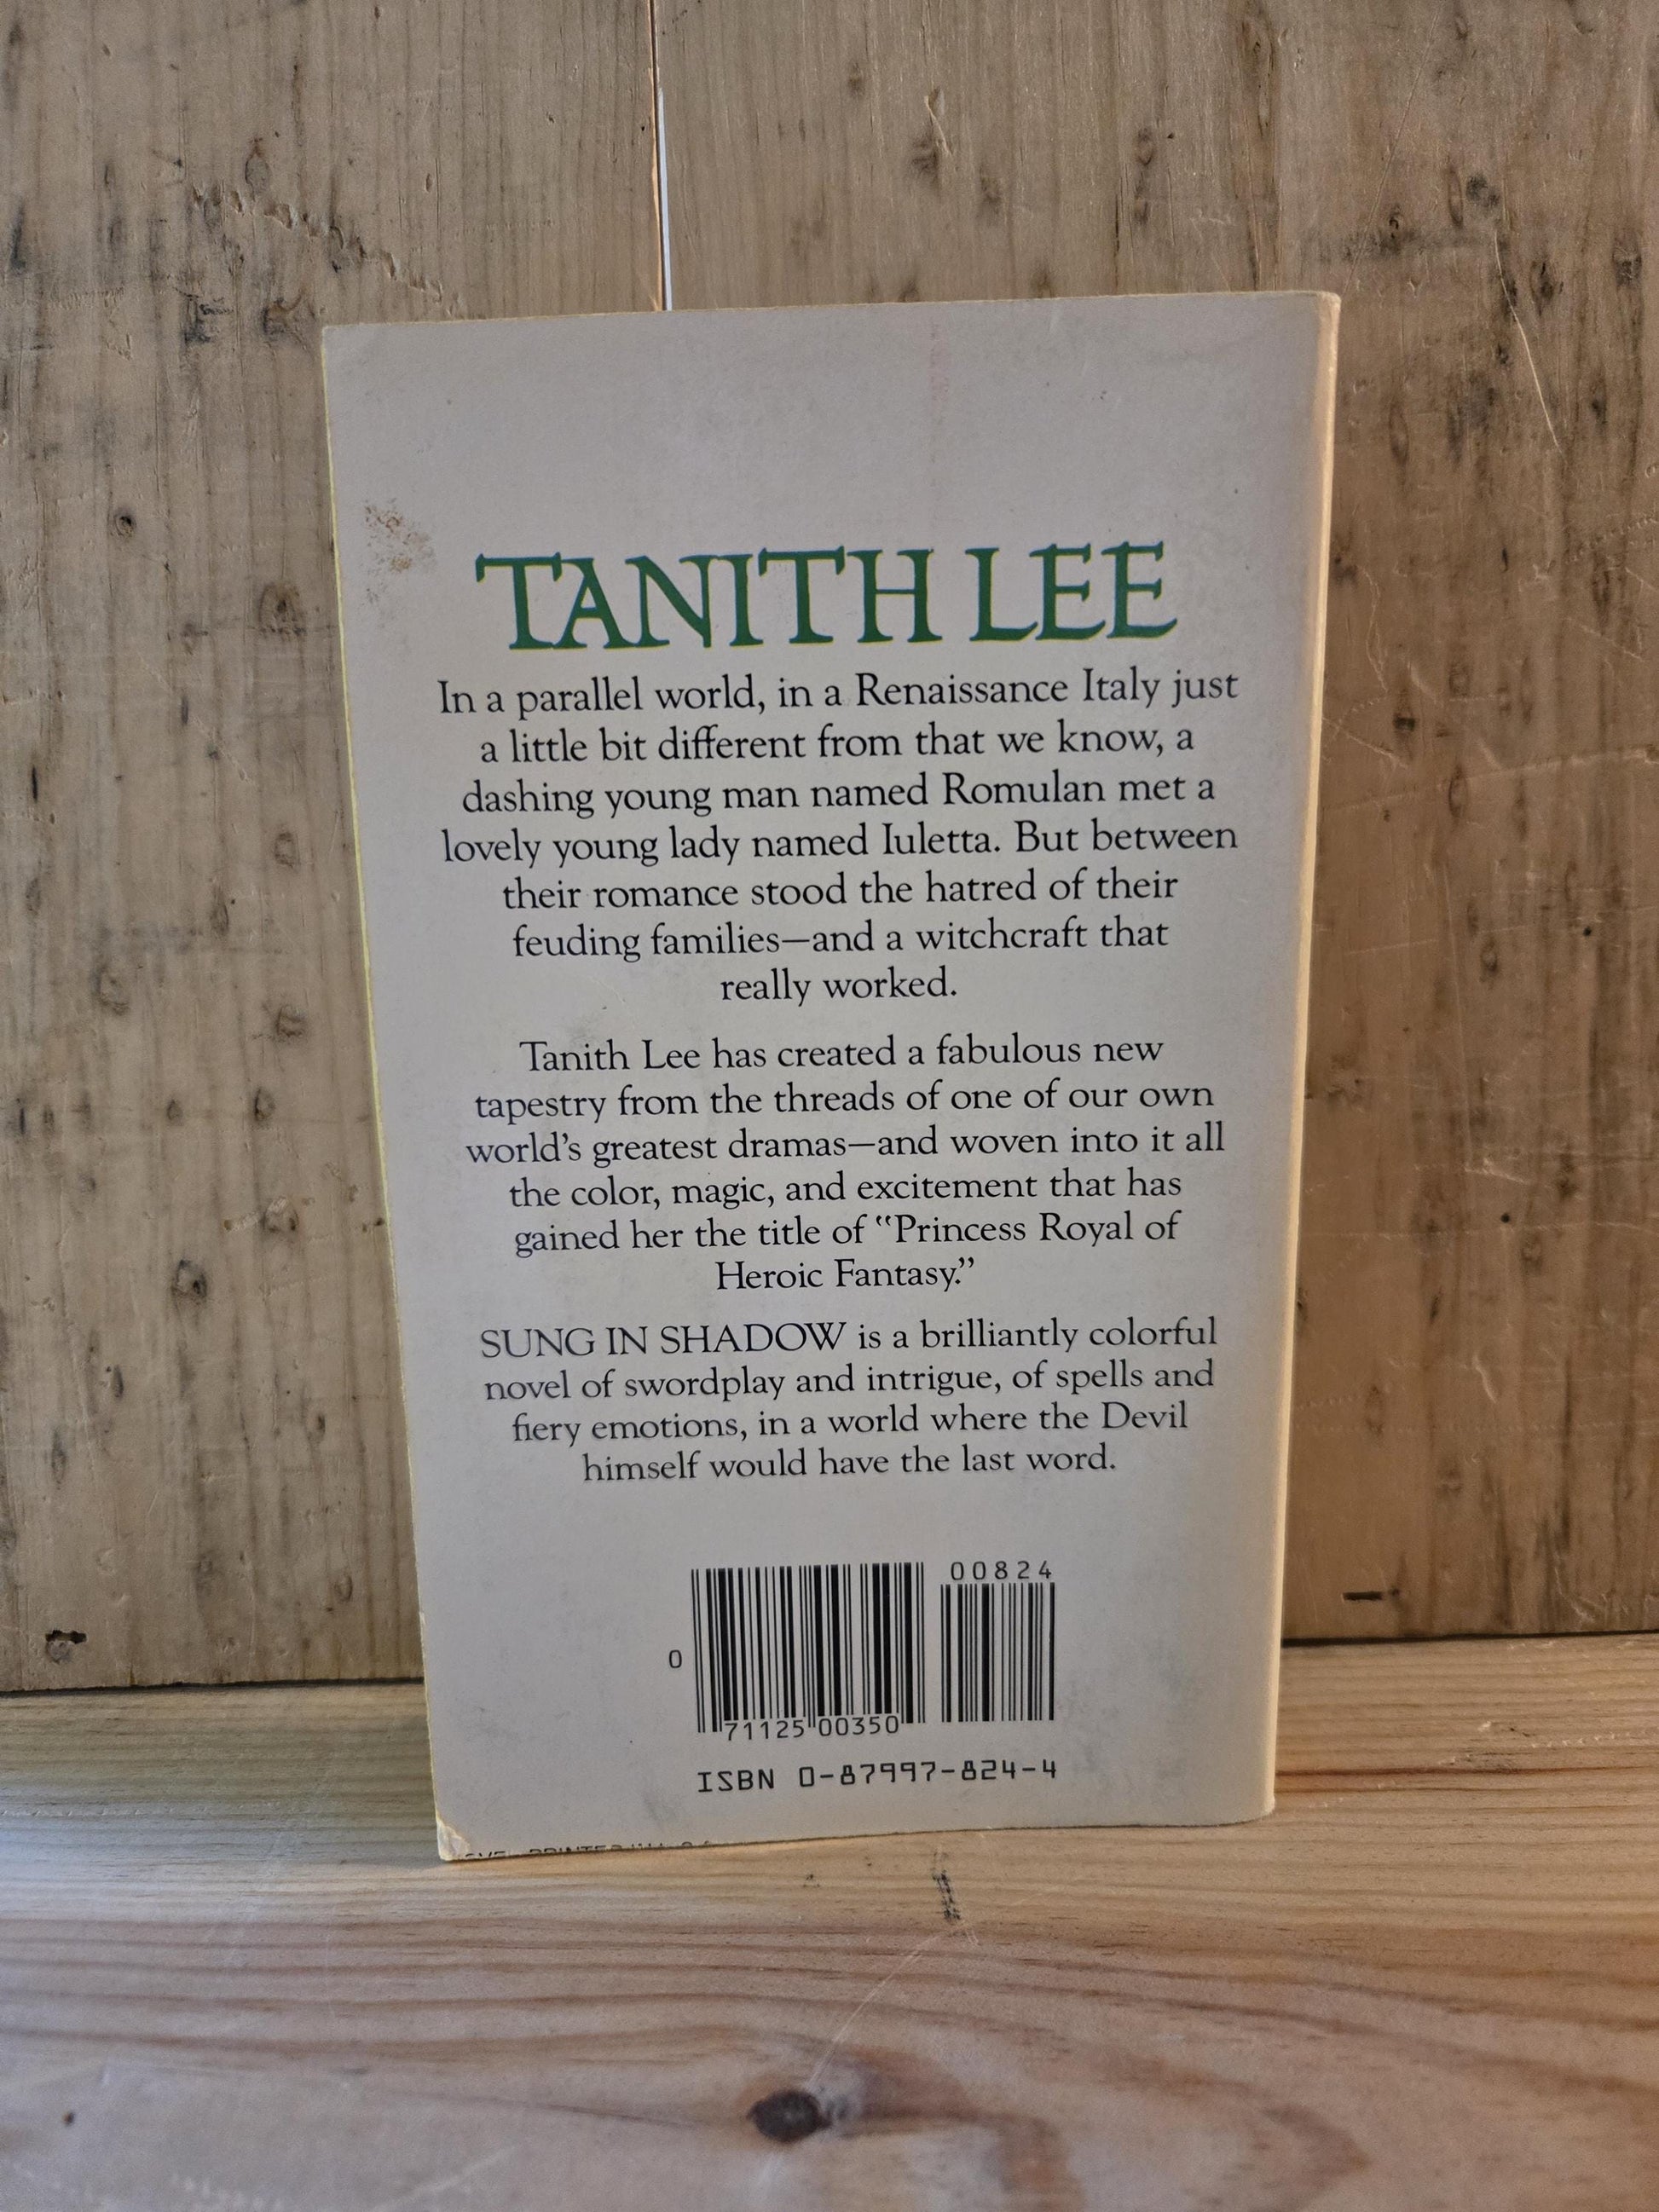 TANITH LEE
In a parallel world, in a Renaissance Italy just
a little bit different from that we know, a
dashing young man named Romulan met a
lovely young lady named Iuletta. But between
their romance stood the hatred of their
feuding families—and a witchcraft that
really worked.
Tanith Lee has created a fabulous new
tapestry from the threads of one of our own
world's greatest dramas—and woven into it all
the color, magic, and excitement that has
gained her the title of "Princess Royal of
Heroic Fantasy."
SUNG IN SHADOW is a brilliantly colorful
novel of swordplay and intrigue, of spells and
fiery emotions, in a world where the Devil
himself would have the last word.
00824
0
71125 00350
ISBN 0-87997-824-4